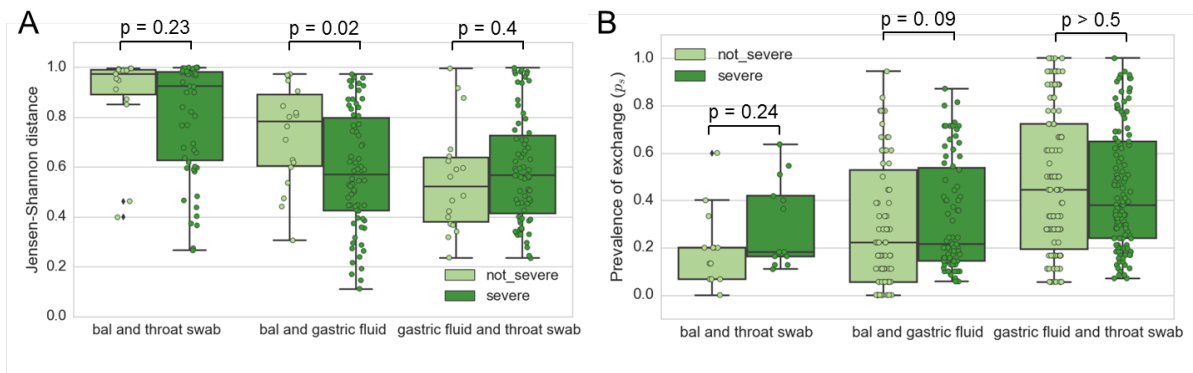 A
p = 0.23
p = 0.02
p = 0.4
Jensen-Shannon distance
1.0
0.8
0.6
0.4
0.2
0.0
not_severe
severe
bal and throat swab
bal and gastric fluid
gastric fluid and throat swab
B
p = 0.24
p = 0. 09
p > 0.5
Prevalence of exchange (pₛ)
1.0
0.8
0.6
0.4
0.2
0.0
not_severe
severe
bal and throat swab
bal and gastric fluid
gastric fluid and throat swab